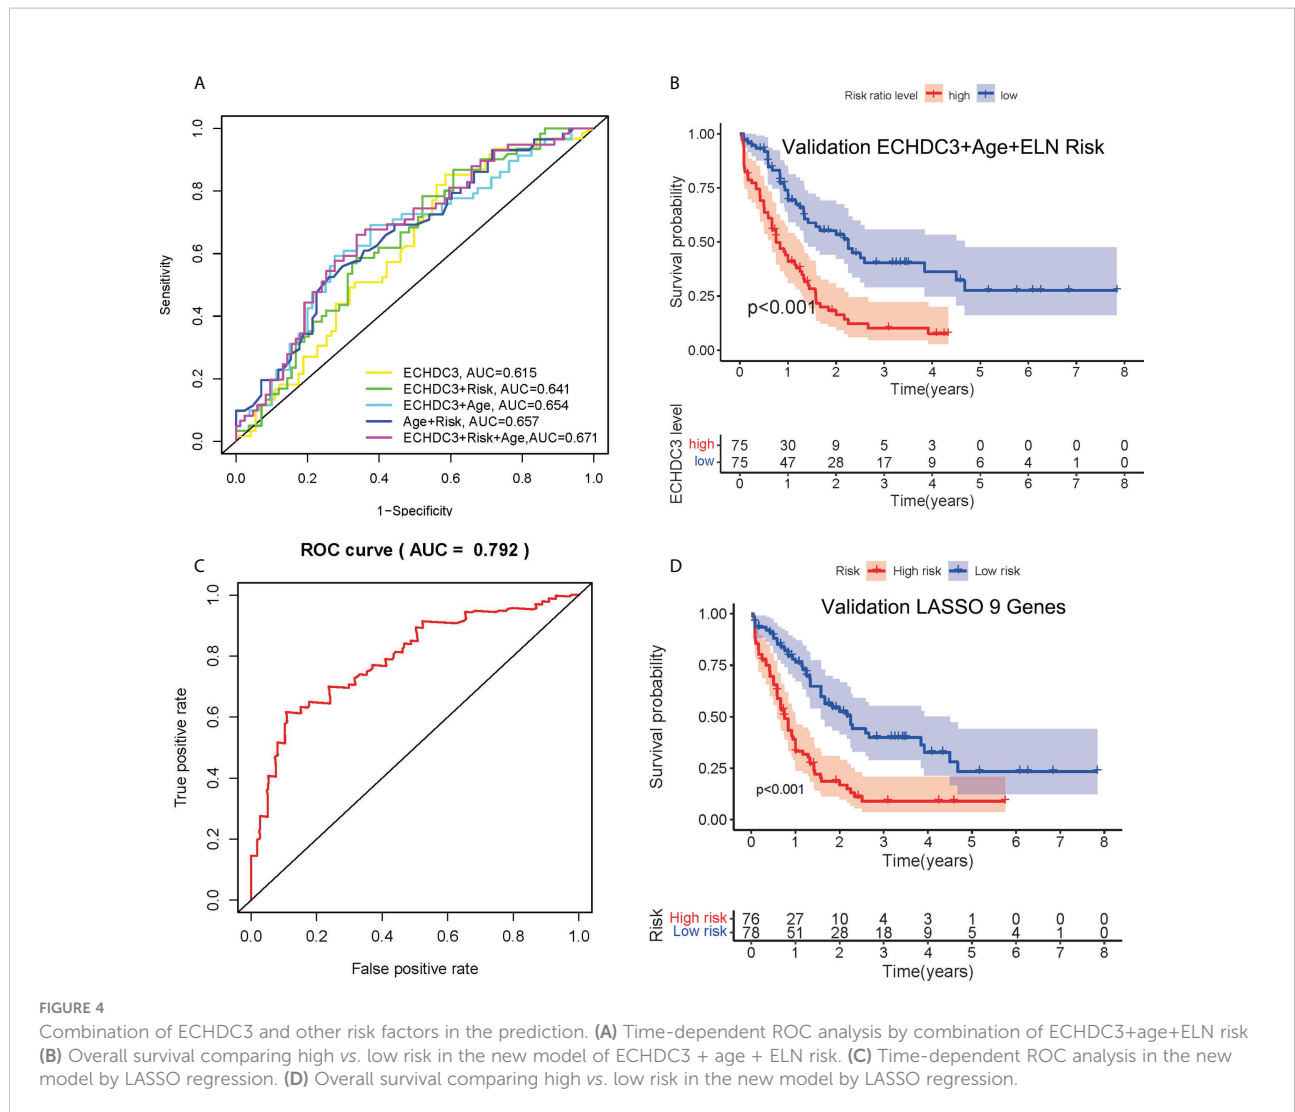 A
1.0
0.8
0.6
0.4
0.2
0.0
Sensitivity
ECHDC3, AUC=0.615
ECHDC3+Risk, AUC=0.641
ECHDC3+Age, AUC=0.654
Age+Risk, AUC=0.657
ECHDC3+Risk+Age,AUC=0.671
0.0 0.2 0.4 0.6 0.8 1.0
1−Specificity
B
Risk ratio level high low
Validation ECHDC3+Age+ELN Risk
1.00
0.75
0.50
0.25
0.00
Survival probability
p<0.001
0 1 2 3 4 5 6 7 8
Time(years)
ECHDC3 level
high 75 30 9 5 3 0 0 0 0
low 75 47 28 17 9 6 4 1 0
0 1 2 3 4 5 6 7 8
Time(years)
C
ROC curve ( AUC = 0.792 )
1.0
0.8
0.6
0.4
0.2
0.0
True positive rate
0.0 0.2 0.4 0.6 0.8 1.0
False positive rate
D
Risk High risk Low risk
Validation LASSO 9 Genes
1.00
0.75
0.50
0.25
0.00
Survival probability
p<0.001
0 1 2 3 4 5 6 7 8
Time(years)
Risk
High risk 76 27 10 4 3 1 0 0 0
Low risk 78 51 28 18 9 5 4 1 0
0 1 2 3 4 5 6 7 8
Time(years)
FIGURE 4
Combination of ECHDC3 and other risk factors in the prediction. (A) Time-dependent ROC analysis by combination of ECHDC3+age+ELN risk
(B) Overall survival comparing high vs. low risk in the new model of ECHDC3 + age + ELN risk. (C) Time-dependent ROC analysis in the new
model by LASSO regression. (D) Overall survival comparing high vs. low risk in the new model by LASSO regression.